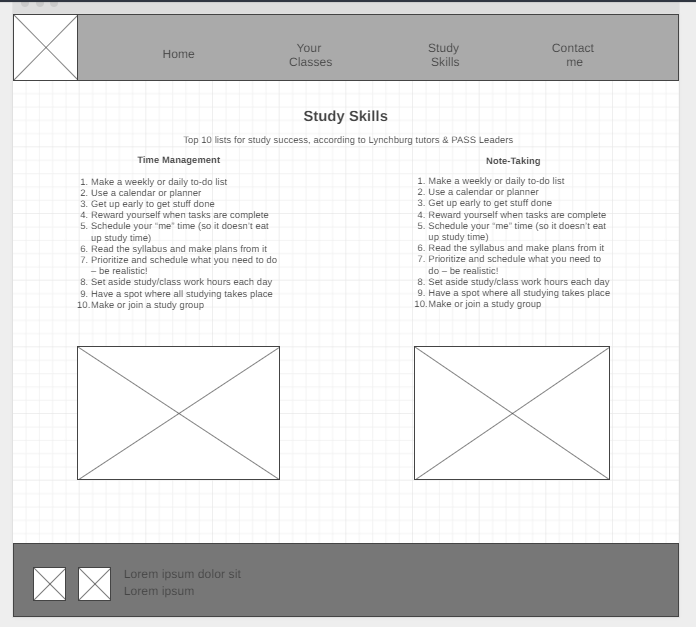 Home
Your
Classes
Study
Skills
Contact
me
Study Skills
Top 10 lists for study success, according to Lynchburg tutors & PASS Leaders
Time Management
1. Make a weekly or daily to-do list
2. Use a calendar or planner
3. Get up early to get stuff done
4. Reward yourself when tasks are complete
5. Schedule your “me” time (so it doesn’t eat
up study time)
6. Read the syllabus and make plans from it
7. Prioritize and schedule what you need to do
– be realistic!
8. Set aside study/class work hours each day
9. Have a spot where all studying takes place
10.Make or join a study group
Note-Taking
1. Make a weekly or daily to-do list
2. Use a calendar or planner
3. Get up early to get stuff done
4. Reward yourself when tasks are complete
5. Schedule your “me” time (so it doesn’t eat
up study time)
6. Read the syllabus and make plans from it
7. Prioritize and schedule what you need to
do – be realistic!
8. Set aside study/class work hours each day
9. Have a spot where all studying takes place
10.Make or join a study group
Lorem ipsum dolor sit
Lorem ipsum